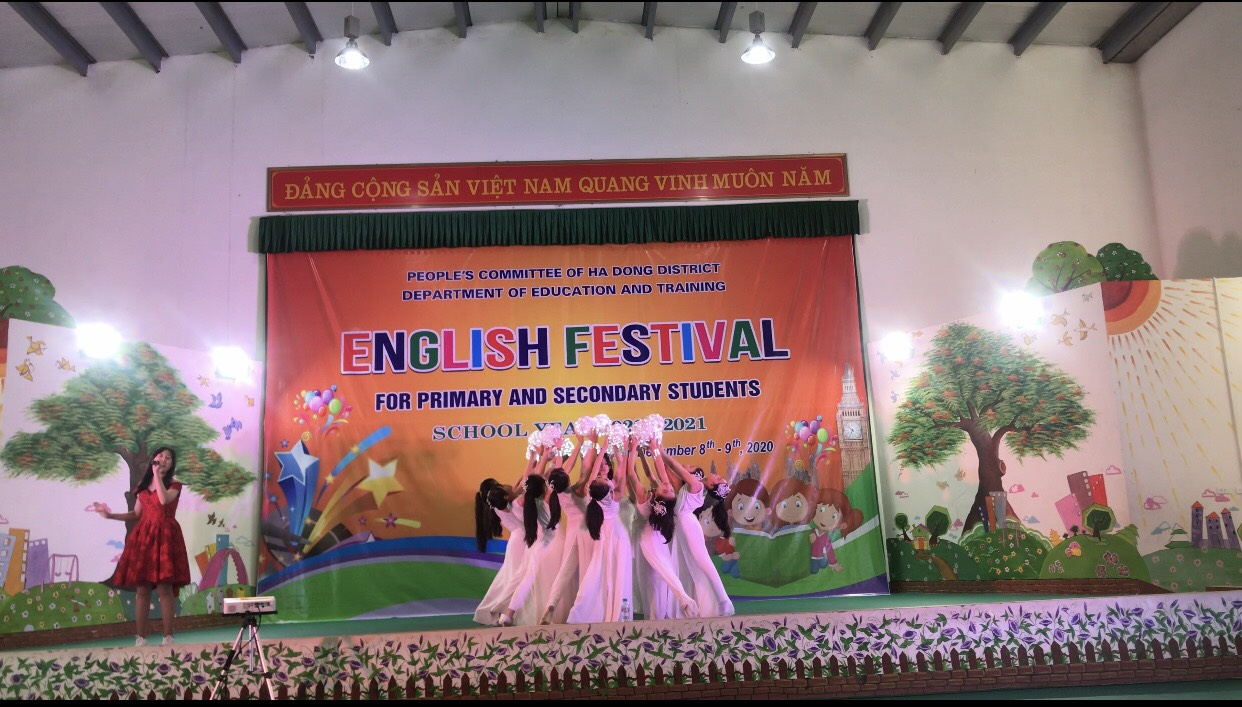 ĐẢNG CỘNG SẢN VIỆT NAM QUANG VINH MUÔN NĂM
PEOPLE'S COMMITTEE OF HA DONG DISTRICT
DEPARTMENT OF EDUCATION AND TRAINING
ENGLISH FESTIVAL
FOR PRIMARY AND SECONDARY STUDENTS
SCHOOL YEAR 2021
8th - 9th, 2020